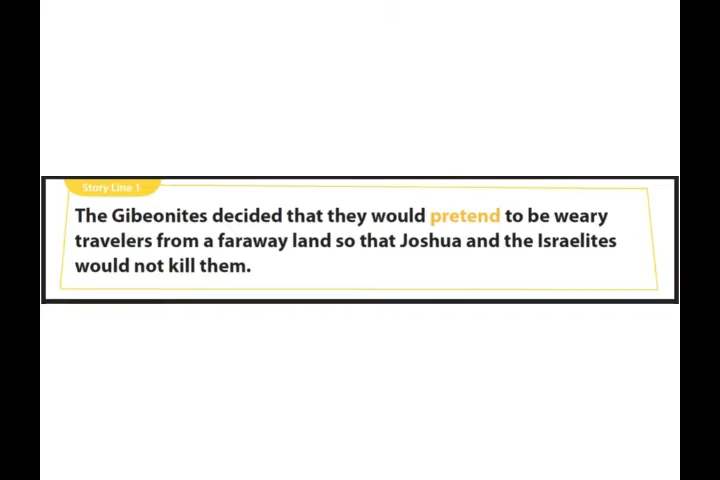 Story Line 1
The Gibeonites decided that they would pretend to be weary
travelers from a faraway land so that Joshua and the Israelites
would not kill them.